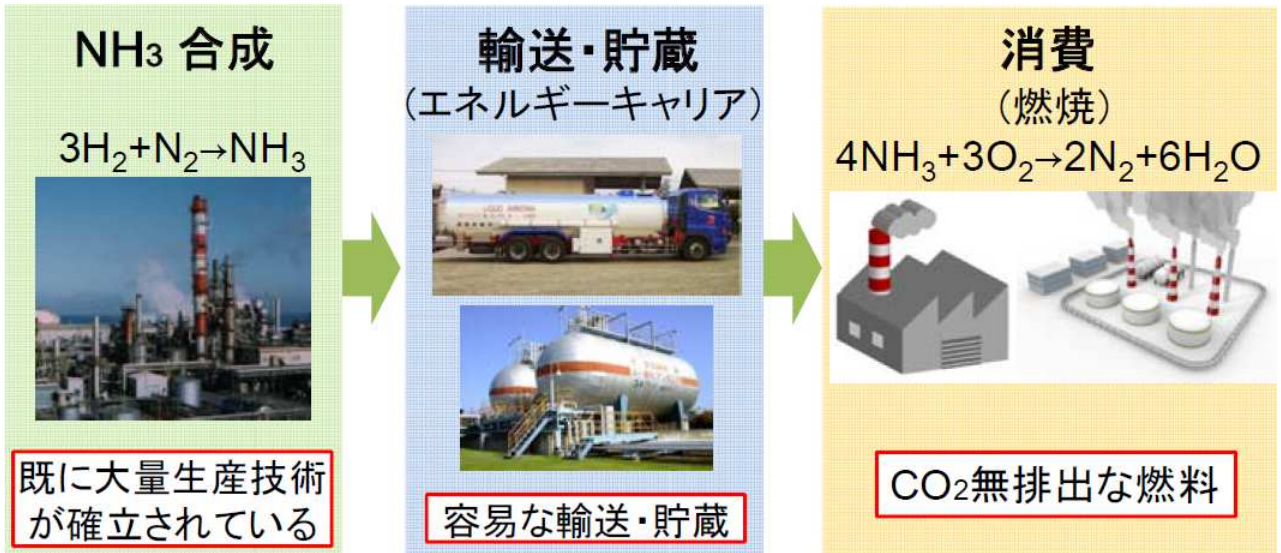 NH₃ 合成
3H₂+N₂→NH₃
既に大量生産技術
が確立されている
輸送・貯蔵
(エネルギーキャリア)
LIQUID AMMONIA
容易な輸送・貯蔵
消費
(燃焼)
4NH₃+3O₂→2N₂+6H₂O
CO₂無排出な燃料